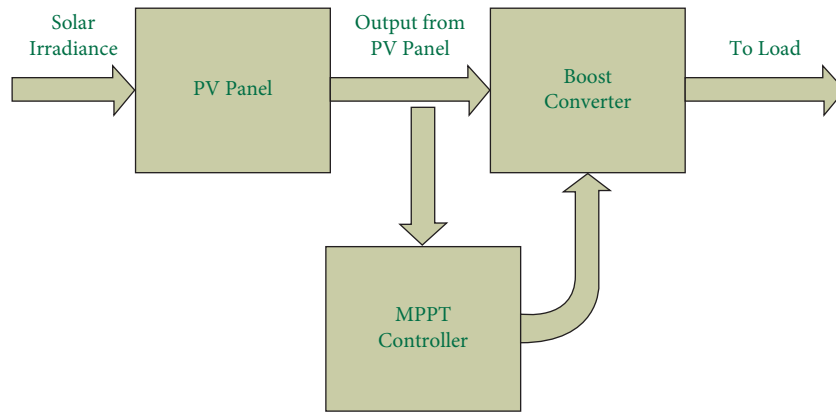 Solar
Irradiance
PV Panel
Output from
PV Panel
Boost
Converter
To Load
MPPT
Controller